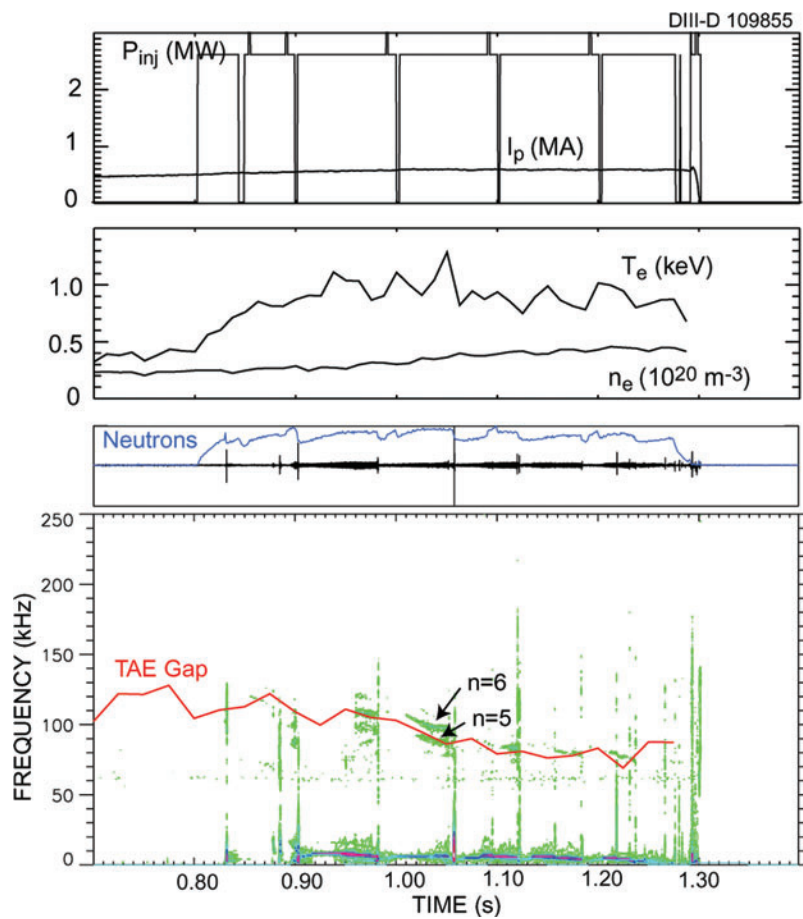 DIII-D 109855
P_inj (MW)
2
I_p (MA)
1
0
T_e (keV)
1.0
0.5
n_e (10^20 m^-3)
0
Neutrons
250
200
150
TAE Gap
n=6
100
n=5
50
0
FREQUENCY (kHz)
0.80 0.90 1.00 1.10 1.20 1.30
TIME (s)